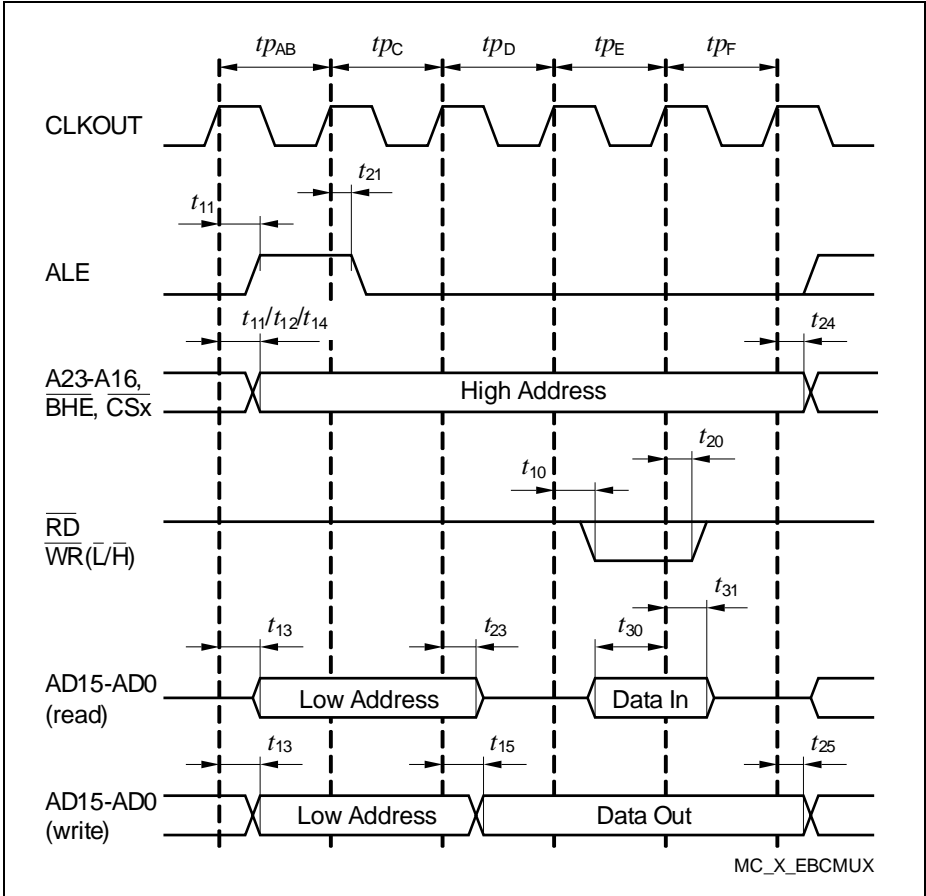 tpAB tpC tpD tpE tpF
CLKOUT
t21
t11
ALE
t11/t12/t14 t24
A23-A16,
BHE, CSx
High Address
t20
t10
RD
WR(L/H)
t31
t13 t23 t30
AD15-AD0
(read)
Low Address Data In
t13 t15 t25
AD15-AD0
(write)
Low Address Data Out
MC_X_EBCMUX